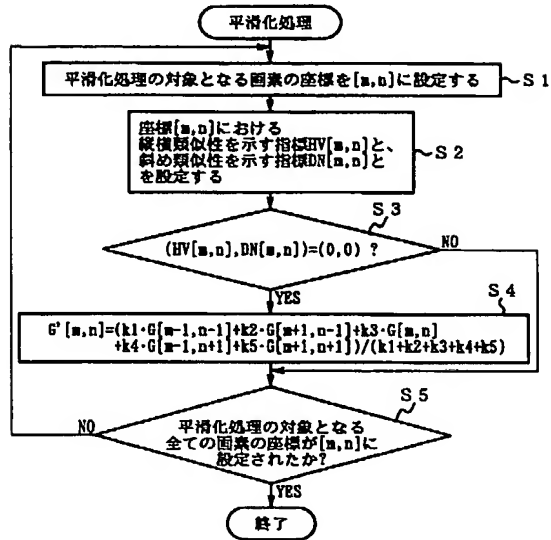 平滑化処理
平滑化処理の対象となる画素の座標を[m,n]に設定する
S1
座標[m,n]における
縦横類似性を示す指標HV[m,n]と、
斜め類似性を示す指標DN[m,n]と
を設定する
S2
S3
(HV[m,n],DN[m,n])=(0,0) ?
NO
YES
S4
G'[m,n]=(k1·G[m-1,n-1]+k2·G[m+1,n-1]+k3·G[m,n]
+k4·G[m-1,n+1]+k5·G[m+1,n+1])/(k1+k2+k3+k4+k5)
S5
NO
平滑化処理の対象となる
全ての画素の座標が[m,n]に
設定されたか?
YES
終了